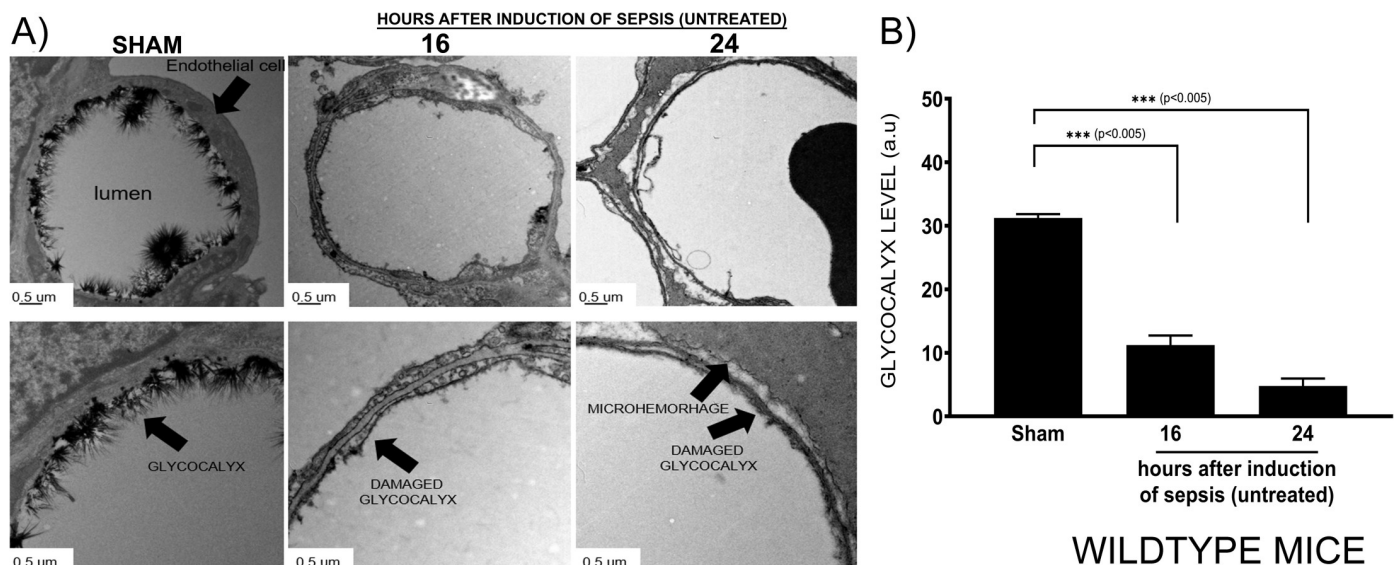 A)
HOURS AFTER INDUCTION OF SEPSIS (UNTREATED)
SHAM
16
24
Endothelial cell
lumen
0.5 um
0.5 um
0.5 um
GLYCOCALYX
DAMAGED
GLYCOCALYX
MICROHEMORHAGE
DAMAGED
GLYCOCALYX
0.5 um
0.5 um
0.5 um
B)
GLYCOCALYX LEVEL (a.u)
50
40
30
20
10
0
*** (p<0.005)
*** (p<0.005)
Sham
16
24
hours after induction
of sepsis (untreated)
WILDTYPE MICE